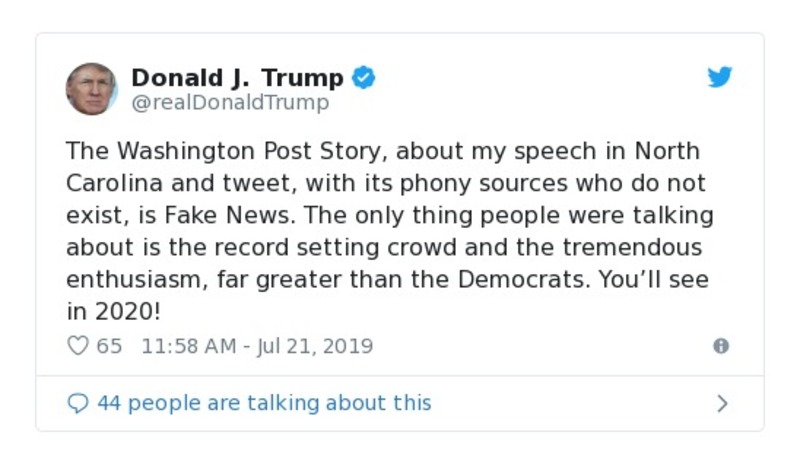 Donald J. Trump
@realDonaldTrump
The Washington Post Story, about my speech in North
Carolina and tweet, with its phony sources who do not
exist, is Fake News. The only thing people were talking
about is the record setting crowd and the tremendous
enthusiasm, far greater than the Democrats. You’ll see
in 2020!
65 11:58 AM - Jul 21, 2019
44 people are talking about this